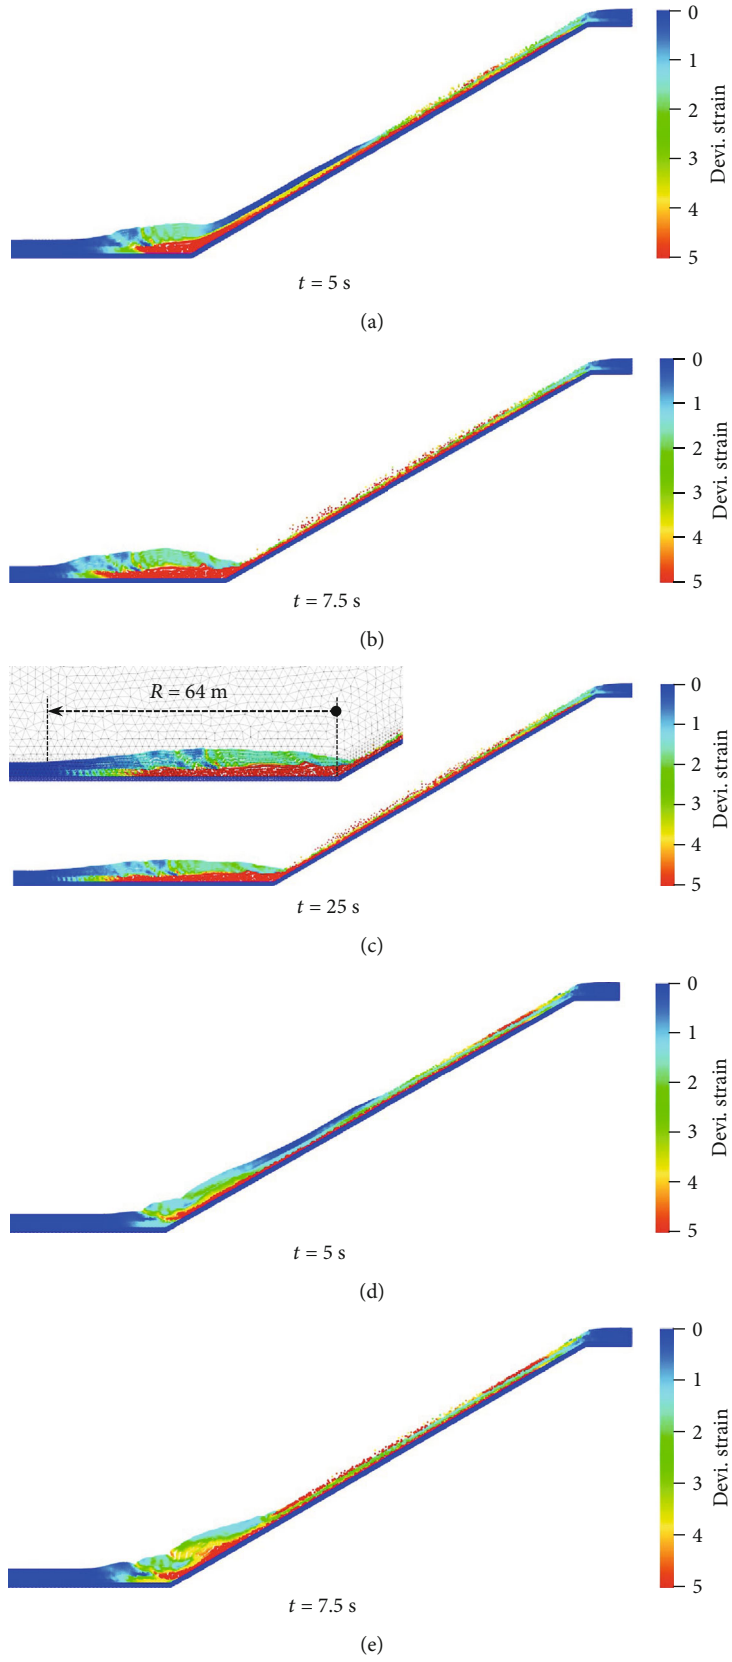 0
1
2
3
4
5
Devi. strain
t = 5 s
(a)
0
1
2
3
4
5
Devi. strain
t = 7.5 s
(b)
R = 64 m
0
1
2
3
4
5
Devi. strain
t = 25 s
(c)
0
1
2
3
4
5
Devi. strain
t = 5 s
(d)
0
1
2
3
4
5
Devi. strain
t = 7.5 s
(e)